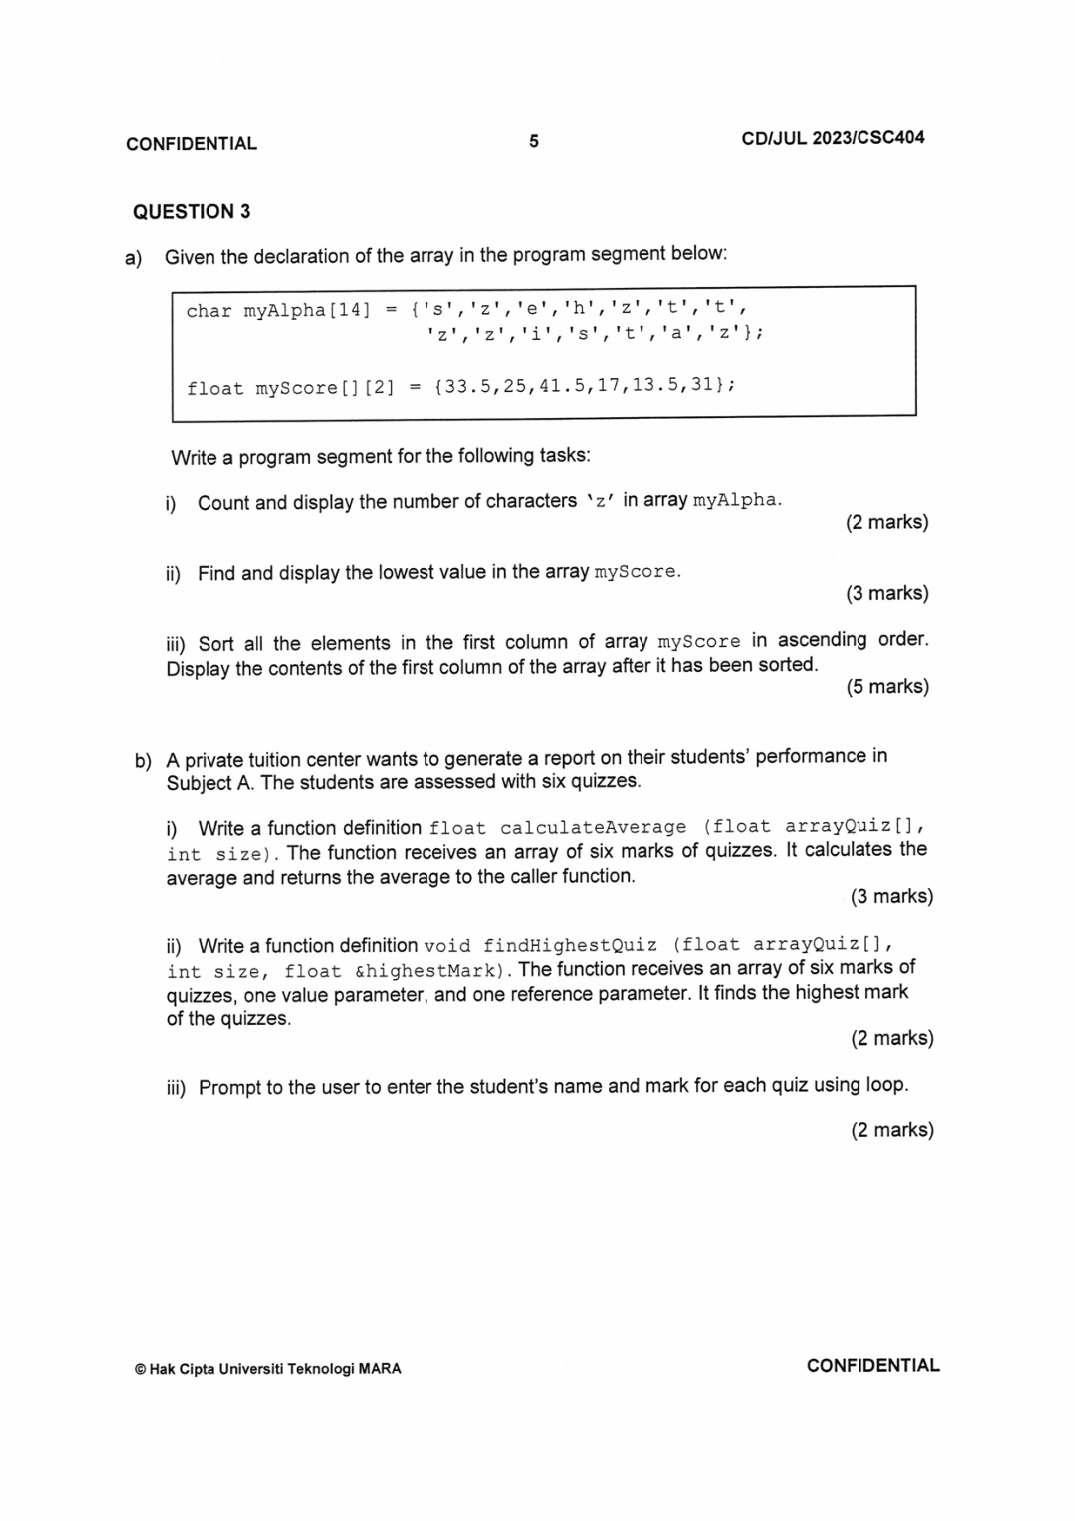 CONFIDENTIAL 5 CD/JUL 2023/CSC404
QUESTION 3
a) Given the declaration of the array in the program segment below:
char myAlpha[14] = {'s','z','e','h','z','t','t',
'z','z','i','s','t','a','z'};
float myScore[][2] = {33.5,25,41.5,17,13.5,31};
Write a program segment for the following tasks:
i) Count and display the number of characters ‘z’ in array myAlpha.
(2 marks)
ii) Find and display the lowest value in the array myScore.
(3 marks)
iii) Sort all the elements in the first column of array myScore in ascending order.
Display the contents of the first column of the array after it has been sorted.
(5 marks)
b) A private tuition center wants to generate a report on their students’ performance in
Subject A. The students are assessed with six quizzes.
i) Write a function definition float calculateAverage (float arrayQuiz[],
int size). The function receives an array of six marks of quizzes. It calculates the
average and returns the average to the caller function.
(3 marks)
ii) Write a function definition void findHighestQuiz (float arrayQuiz[],
int size, float &highestMark). The function receives an array of six marks of
quizzes, one value parameter, and one reference parameter. It finds the highest mark
of the quizzes.
(2 marks)
iii) Prompt to the user to enter the student’s name and mark for each quiz using loop.
(2 marks)
© Hak Cipta Universiti Teknologi MARA CONFIDENTIAL